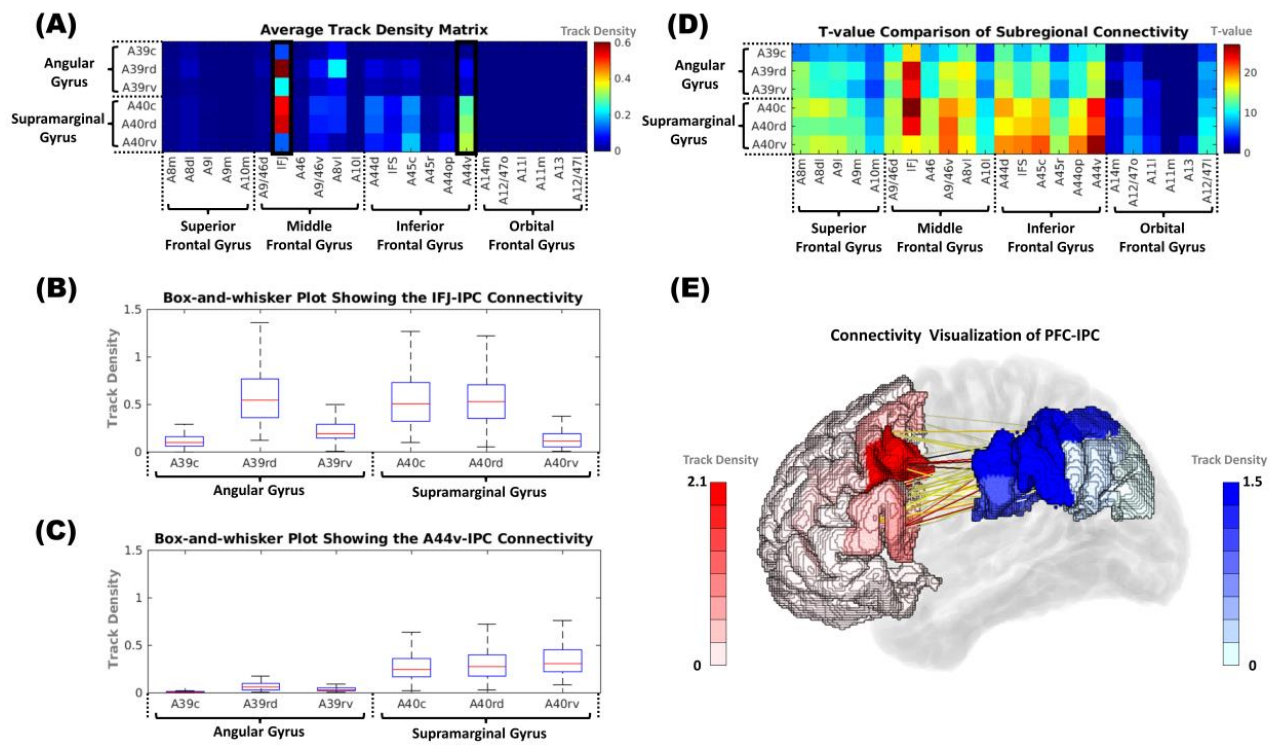 (A)
Average Track Density Matrix
Track Density
Angular
Gyrus
Supramarginal
Gyrus
A39c
A39rd
A39rv
A40c
A40rd
A40rv
0.6
0.4
0.2
0
A8m
A8dl
A9l
A9m
A10m
A9/46d
IFJ
A46
A9/46v
A8vl
A10l
A44d
IFS
A45c
A45r
A44op
A44v
A14m
A12/47o
A11l
A11m
A13
A12/47l
Superior
Frontal Gyrus
Middle
Frontal Gyrus
Inferior
Frontal Gyrus
Orbital
Frontal Gyrus
(D)
T-value Comparison of Subregional Connectivity
T-value
Angular
Gyrus
Supramarginal
Gyrus
A39c
A39rd
A39rv
A40c
A40rd
A40rv
20
10
0
A8m
A8dl
A9l
A9m
A10m
A9/46d
IFJ
A46
A9/46v
A8vl
A10l
A44d
IFS
A45c
A45r
A44op
A44v
A14m
A12/47o
A11l
A11m
A13
A12/47l
Superior
Frontal Gyrus
Middle
Frontal Gyrus
Inferior
Frontal Gyrus
Orbital
Frontal Gyrus
(B)
Box-and-whisker Plot Showing the IFJ-IPC Connectivity
Track Density
1.5
1
0.5
0
A39c
A39rd
A39rv
A40c
A40rd
A40rv
Angular Gyrus
Supramarginal Gyrus
(C)
Box-and-whisker Plot Showing the A44v-IPC Connectivity
Track Density
1.5
1
0.5
0
A39c
A39rd
A39rv
A40c
A40rd
A40rv
Angular Gyrus
Supramarginal Gyrus
(E)
Connectivity Visualization of PFC-IPC
Track Density
2.1
0
Track Density
1.5
0